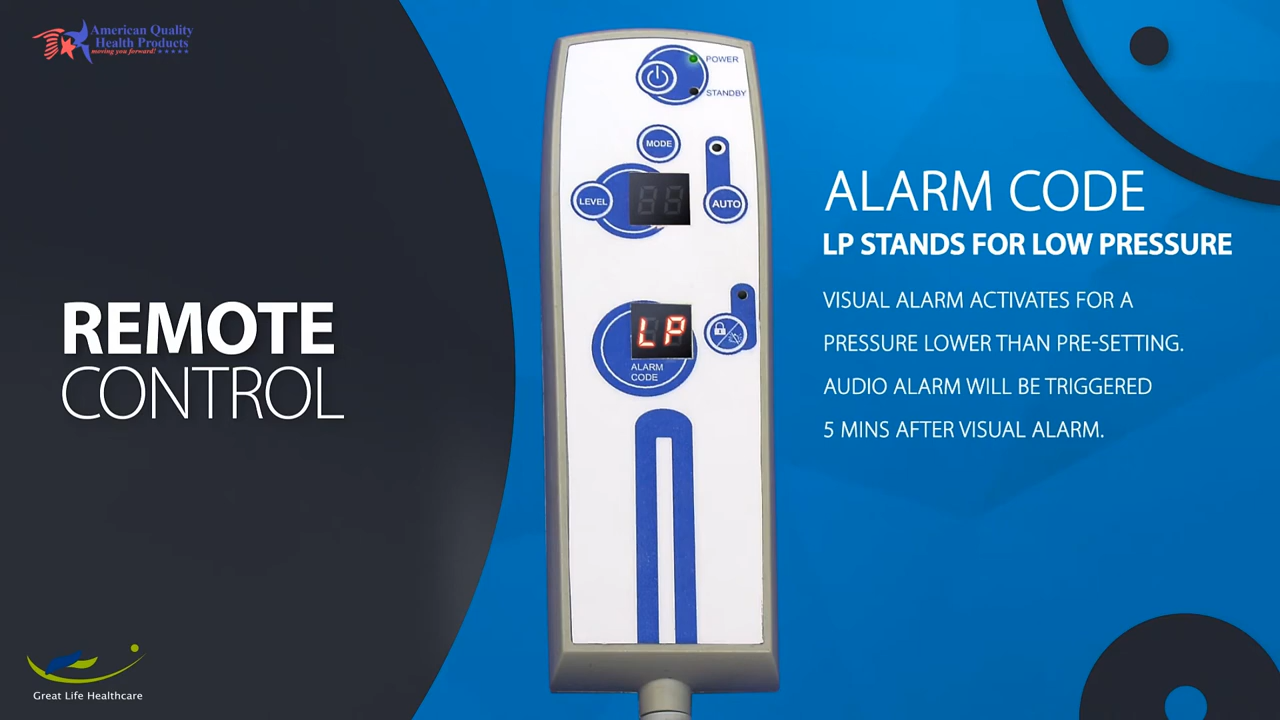 American Quality
Health Products
moving you forward!
REMOTE
CONTROL
Great Life Healthcare
POWER
STANDBY
MODE
LEVEL
AUTO
LP
ALARM
CODE
ALARM CODE
LP STANDS FOR LOW PRESSURE
VISUAL ALARM ACTIVATES FOR A
PRESSURE LOWER THAN PRE-SETTING.
AUDIO ALARM WILL BE TRIGGERED
5 MINS AFTER VISUAL ALARM.